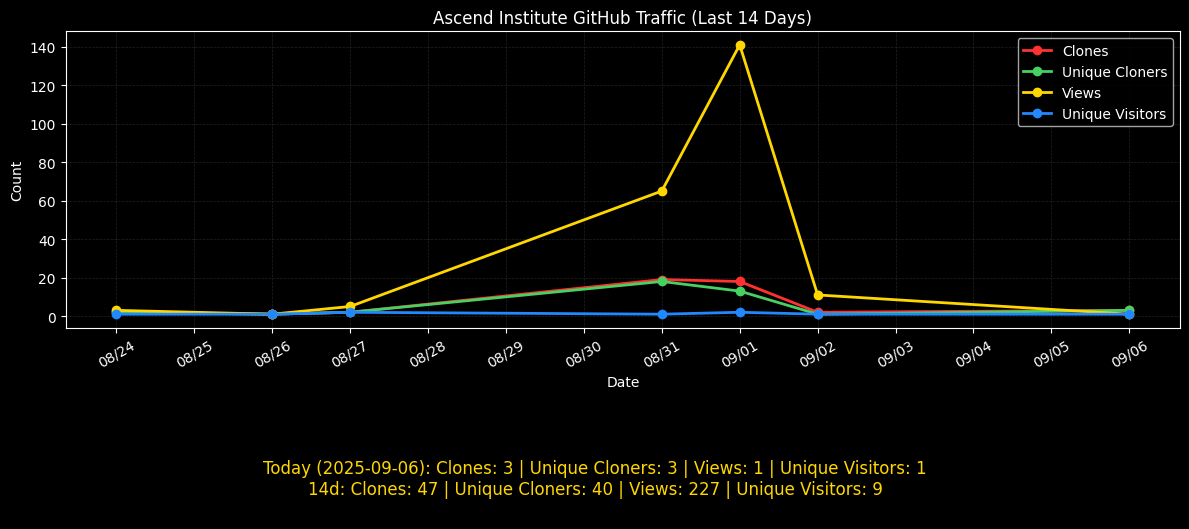 Ascend Institute GitHub Traffic (Last 14 Days)
Count
140
120
100
80
60
40
20
0
Clones
Unique Cloners
Views
Unique Visitors
08/24
08/25
08/26
08/27
08/28
08/29
08/30
08/31
09/01
09/02
09/03
09/04
09/05
09/06
Date
Today (2025-09-06): Clones: 3 | Unique Cloners: 3 | Views: 1 | Unique Visitors: 1
14d: Clones: 47 | Unique Cloners: 40 | Views: 227 | Unique Visitors: 9